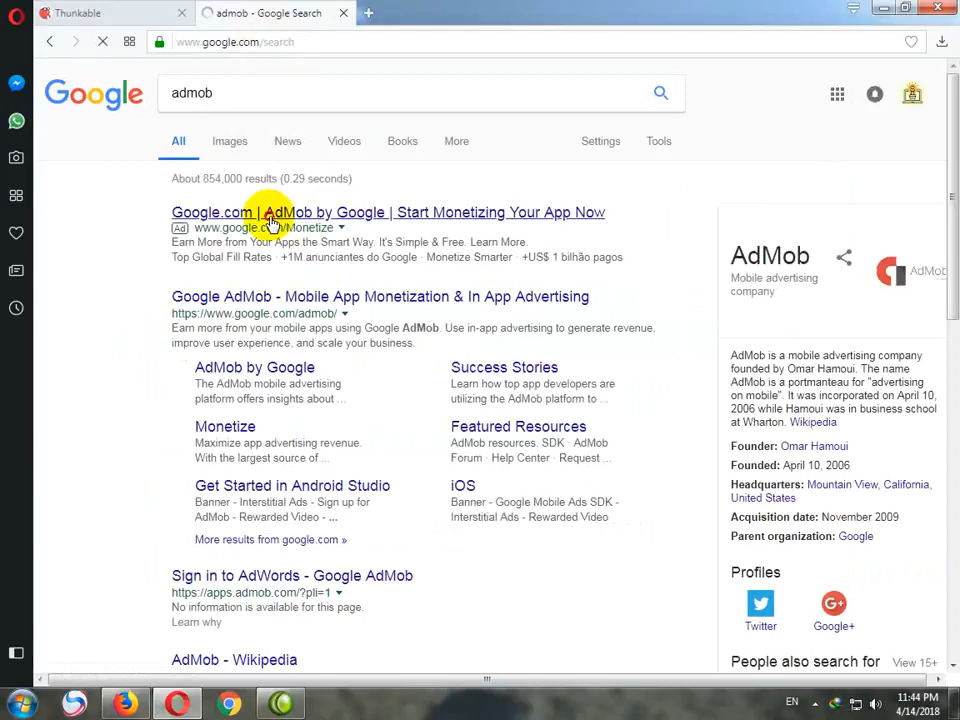 Thunkable
admob - Google Search
www.google.com/search
Google
admob
All
Images
News
Videos
Books
More
Settings
Tools
About 854,000 results (0.29 seconds)
Google.com | AdMob by Google | Start Monetizing Your App Now
Ad
Earn More from Your Apps the Smart Way. It's Simple & Free. Learn More.
Top Global Fill Rates · +1M anunciantes do Google · Monetize Smarter · +US$ 1 bilhão pagos
Google AdMob - Mobile App Monetization & In App Advertising
https://www.google.com/admob/
Earn more from your mobile apps using Google AdMob. Use in-app advertising to generate revenue,
improve user experience, and scale your business.
AdMob by Google
The AdMob mobile advertising
platform offers insights about ...
Success Stories
Learn how top app developers are
utilizing the AdMob platform to ...
Monetize
Maximize app advertising revenue.
With the largest source of ...
Featured Resources
AdMob resources. SDK · AdMob
Forum · Help Center · Request ...
Get Started in Android Studio
Banner - Interstitial Ads - Sign up for
AdMob - Rewarded Video - ...
iOS
Banner - Google Mobile Ads SDK -
Interstitial Ads - Rewarded Video
More results from google.com »
Sign in to AdWords - Google AdMob
https://apps.admob.com/?pli=1
No information is available for this page.
Learn why
AdMob - Wikipedia
AdMob
Mobile advertising
company
AdMob
AdMob is a mobile advertising company
founded by Omar Hamoui. The name
AdMob is a portmanteau for "advertising
on mobile". It was incorporated on April 10,
2006 while Hamoui was in business school
at Wharton. Wikipedia
Founder: Omar Hamoui
Founded: April 10, 2006
Headquarters: Mountain View, California,
United States
Acquisition date: November 2009
Parent organization: Google
Profiles
Twitter
Google+
People also search for
View 15+
EN
11:44 PM
4/14/2018